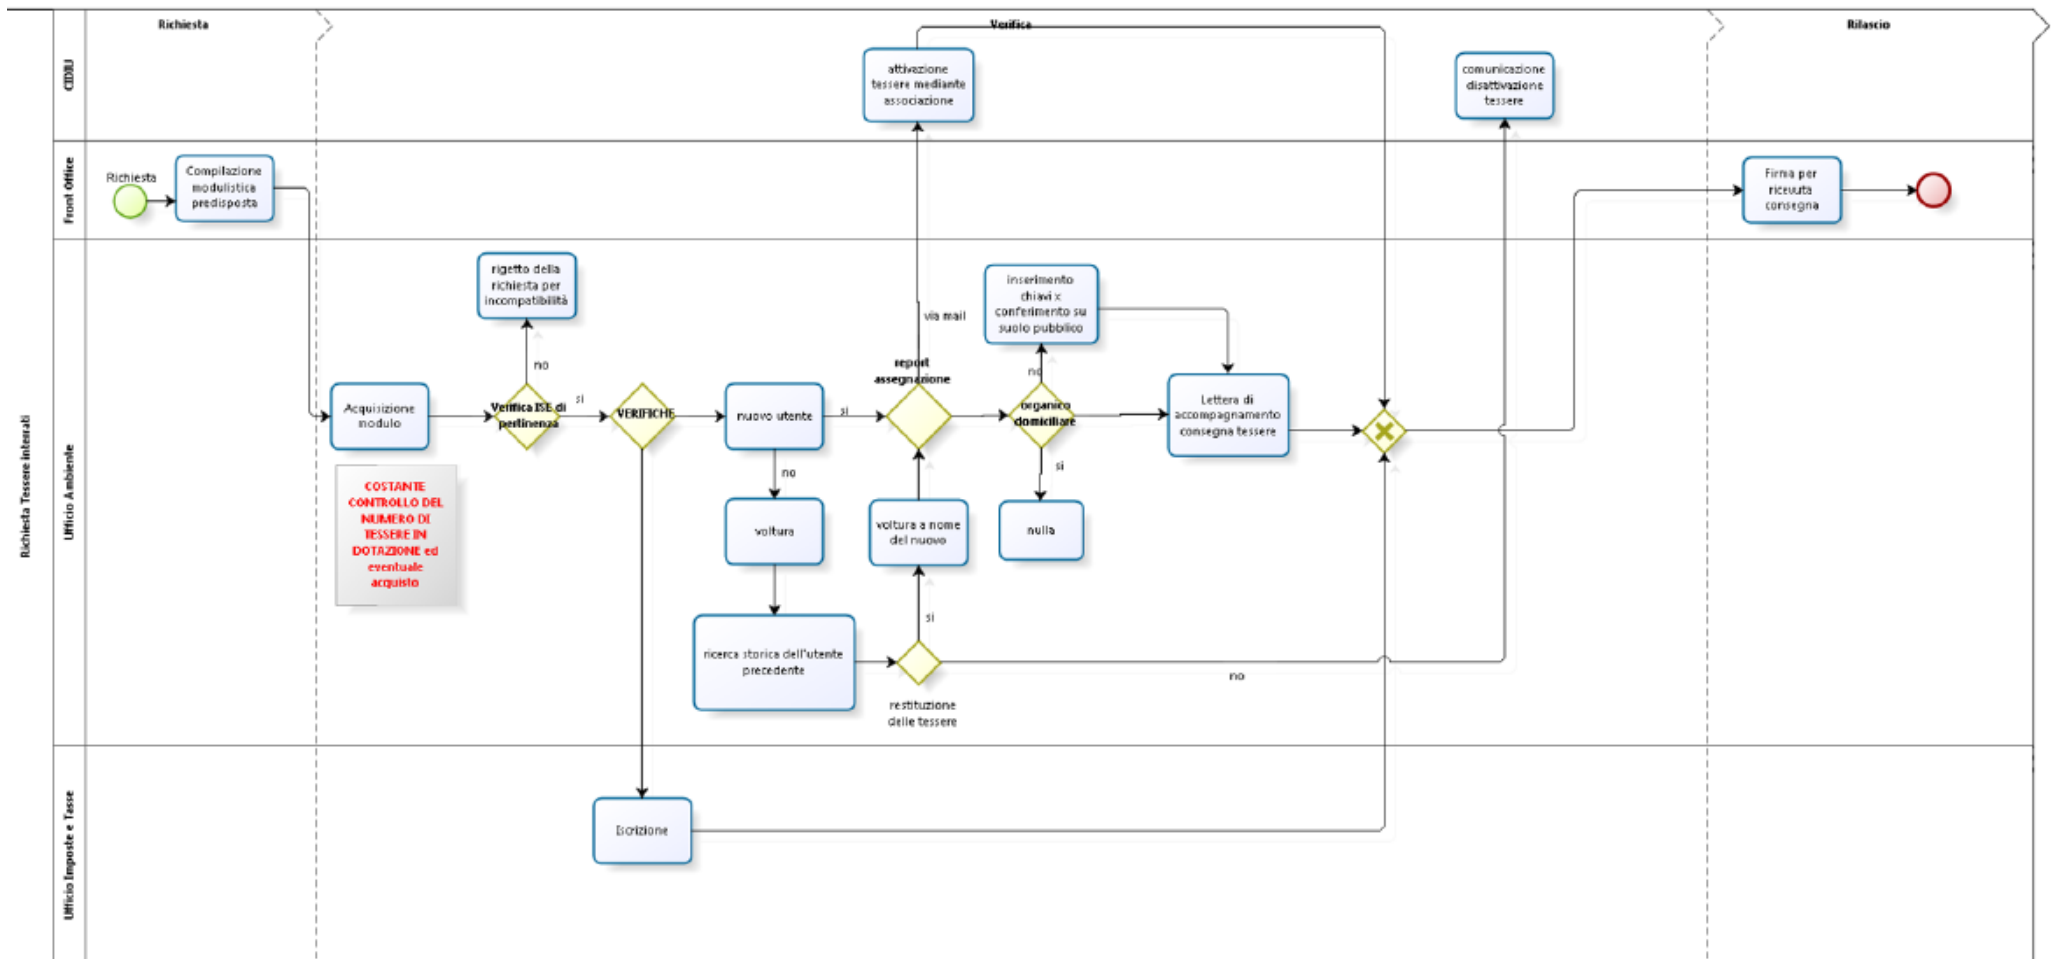 Richiesta
Verifica
Rilascio
CIDIU
attivazione
tessere mediante
associazione
comunicazione
disattivazione
tessere
Front Office
Richiesta
Compilazione
modulistica
predisposta
Firma per
ricevuta
consegna
Richiesta Tessere interrati
Ufficio Ambiente
rigetto della
richiesta per
incompatibilità
no
Acquisizione
modulo
Verifica ISE di
pertinenza
si
VERIFICHE
nuovo utente
si
no
report
assegnazione
via mail
inserimento
chiavi x
conferimento su
suolo pubblico
no
organico
domiciliare
si
nulla
Lettera di
accompagnamento
consegna tessere
COSTANTE
CONTROLLO DEL
NUMERO DI
TESSERE IN
DOTAZIONE ed
eventuale
acquisto
voltura
voltura a nome
del nuovo
si
ricerca storica dell'utente
precedente
restituzione
delle tessere
no
Ufficio Imposte e Tasse
Iscrizione